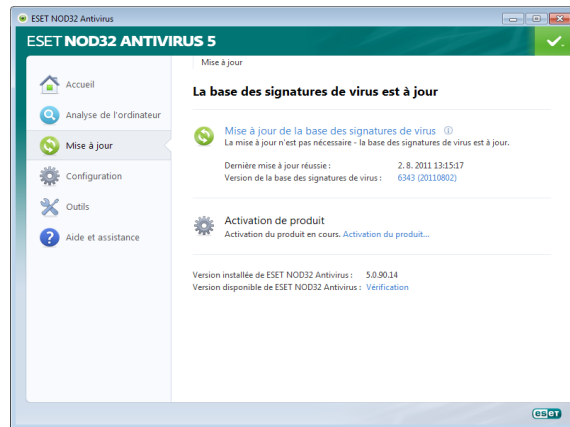 ESET NOD32 Antivirus
ESET NOD32 ANTIVIRUS 5
Accueil
Analyse de l'ordinateur
Mise à jour
Configuration
Outils
Aide et assistance
Mise à jour
La base des signatures de virus est à jour
Mise à jour de la base des signatures de virus
La mise à jour n'est pas nécessaire - la base des signatures de virus est à jour.
Dernière mise à jour réussie : 2. 8. 2011 13:15:17
Version de la base des signatures de virus : 6343 (20110802)
Activation de produit
Activation du produit en cours. Activation du produit...
Version installée de ESET NOD32 Antivirus : 5.0.90.14
Version disponible de ESET NOD32 Antivirus : Vérification
eset